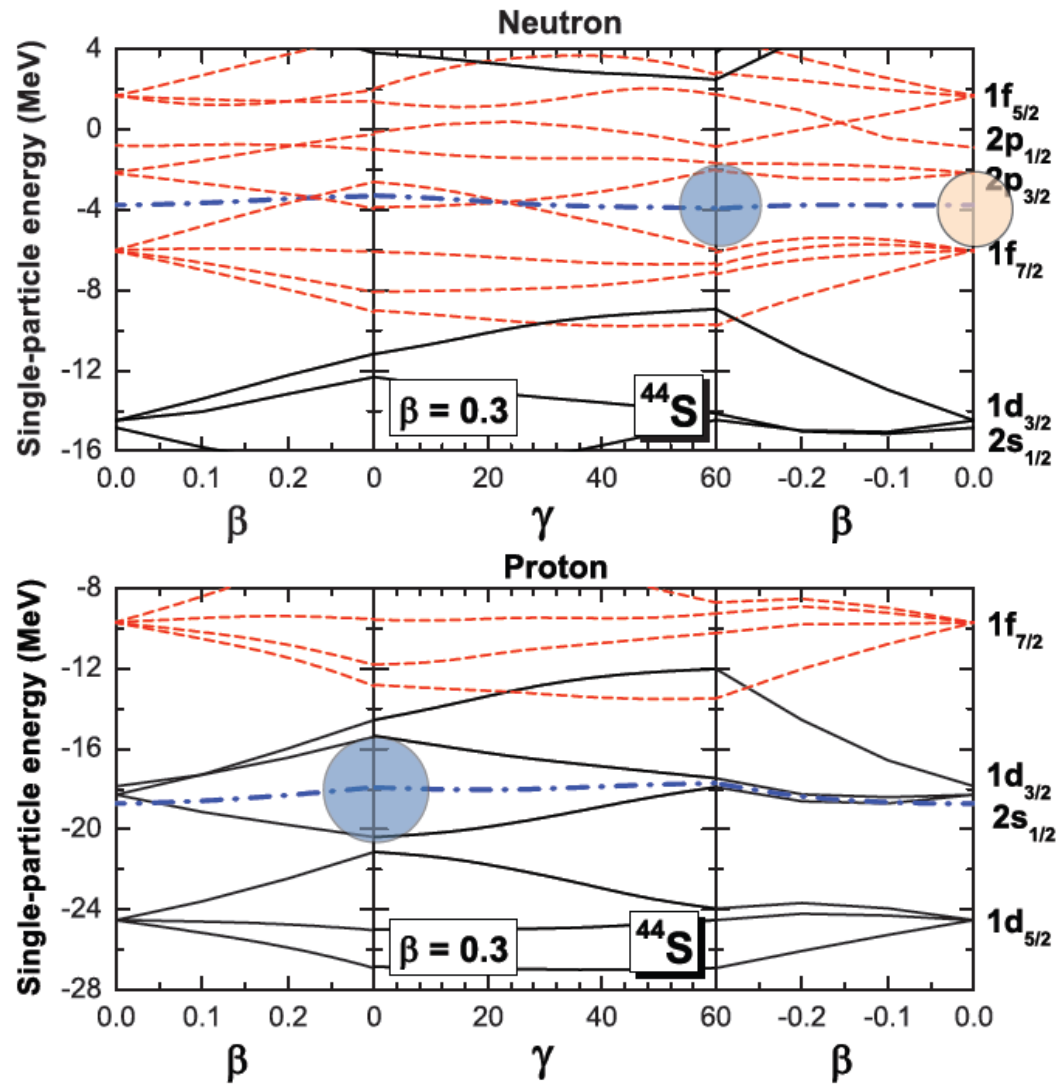 Neutron
Single-particle energy (MeV)
4
0
-4
-8
-12
-16
1f5/2
2p1/2
2p3/2
1f7/2
1d3/2
2s1/2
β = 0.3
44S
0.0 0.1 0.2 0 20 40 60 -0.2 -0.1 0.0
β γ β
Proton
Single-particle energy (MeV)
-8
-12
-16
-20
-24
-28
1f7/2
1d3/2
2s1/2
1d5/2
β = 0.3
44S
0.0 0.1 0.2 0 20 40 60 -0.2 -0.1 0.0
β γ β